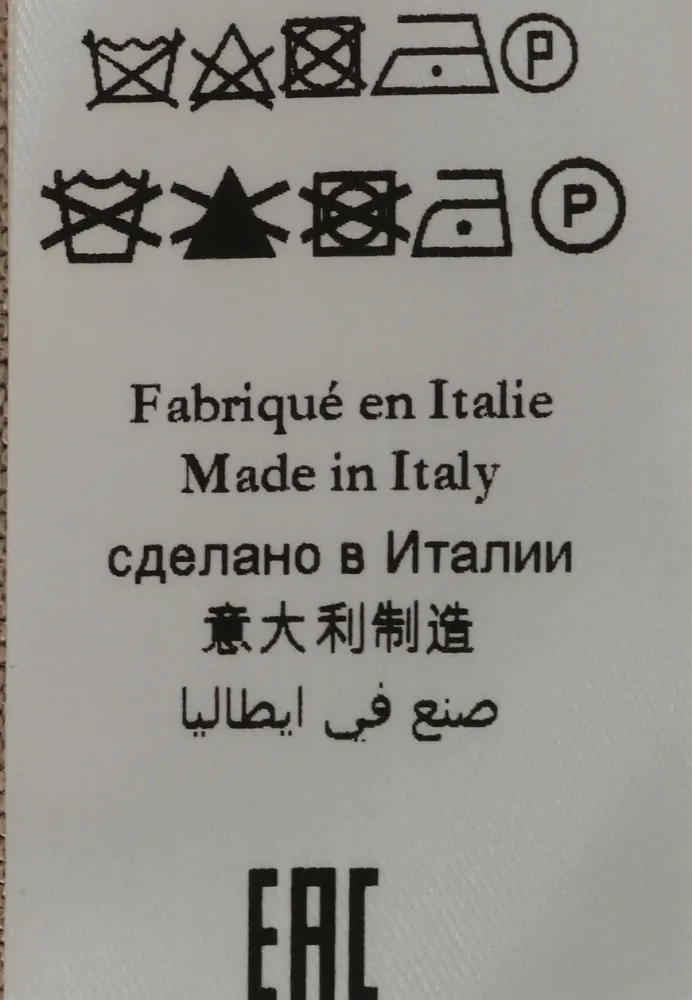 P
P
Fabriqué en Italie
Made in Italy
сделано в Италии
意大利制造
صنع في ايطاليا
EAC